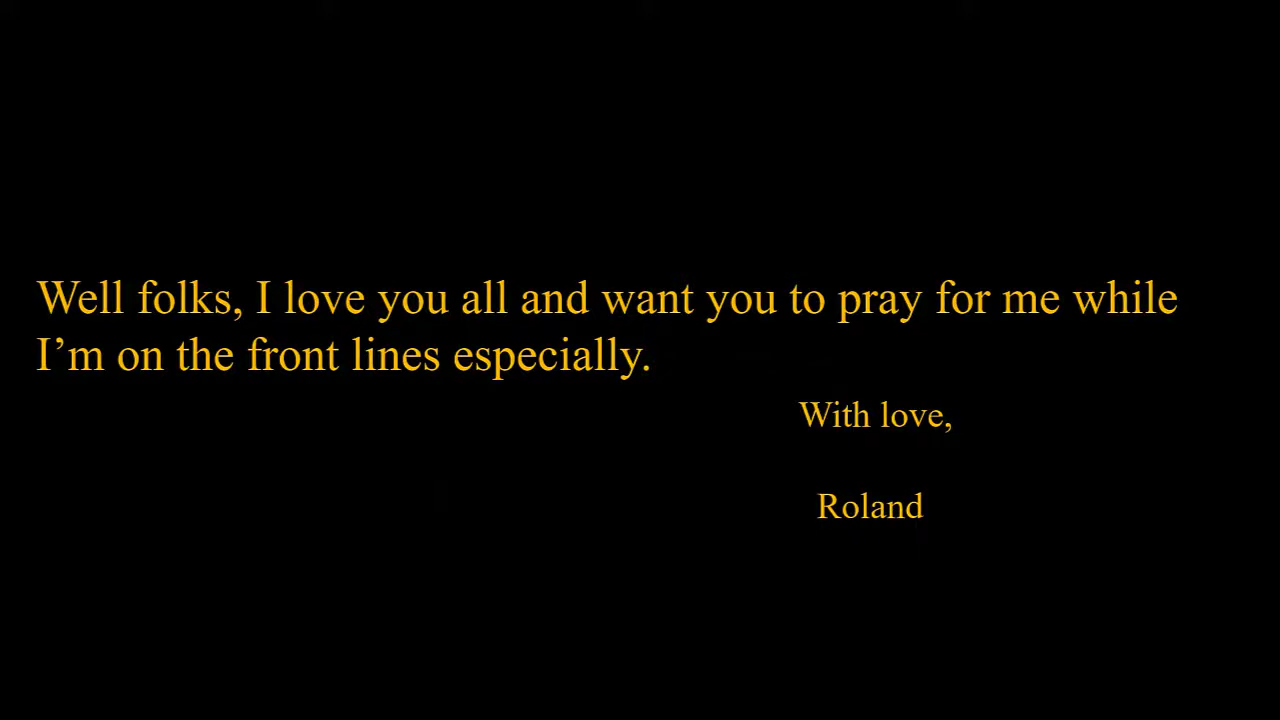 Well folks, I love you all and want you to pray for me while
I’m on the front lines especially.
With love,
Roland